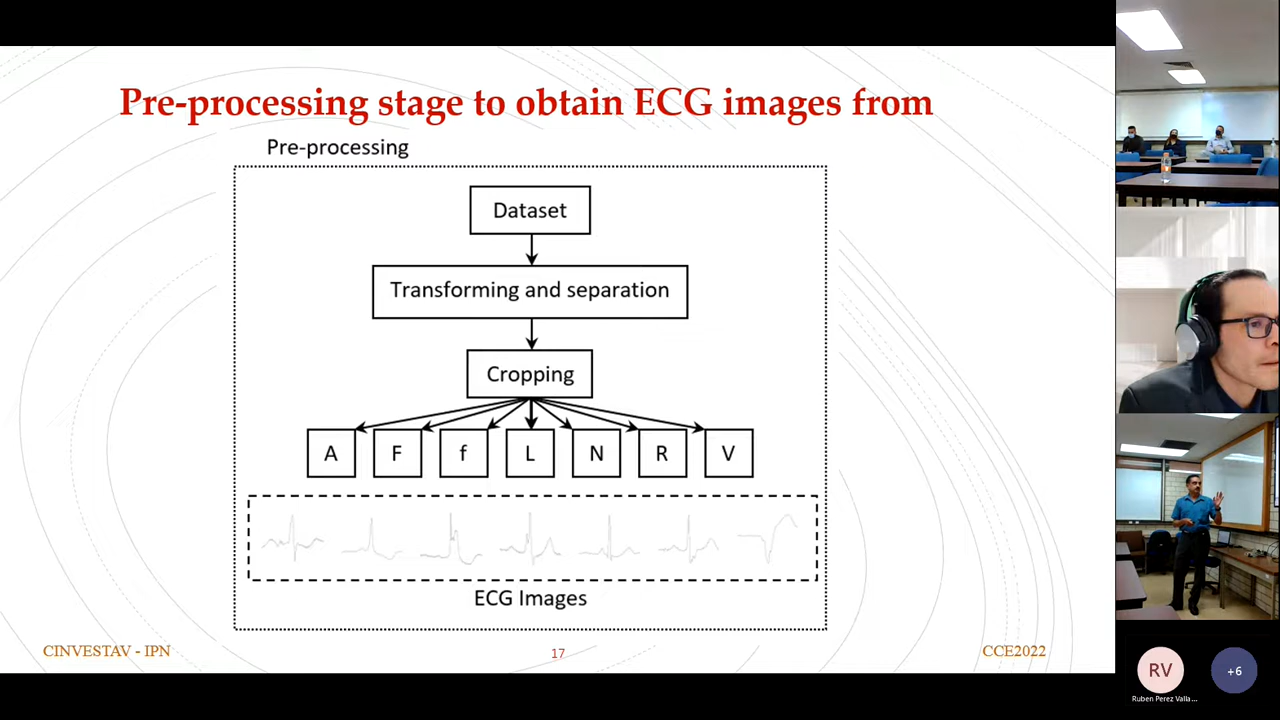 Pre-processing stage to obtain ECG images from
Pre-processing
Dataset
Transforming and separation
Cropping
A F f L N R V
ECG Images
CINVESTAV - IPN
17
CCE2022
RV
+6
Ruben Perez Valla...